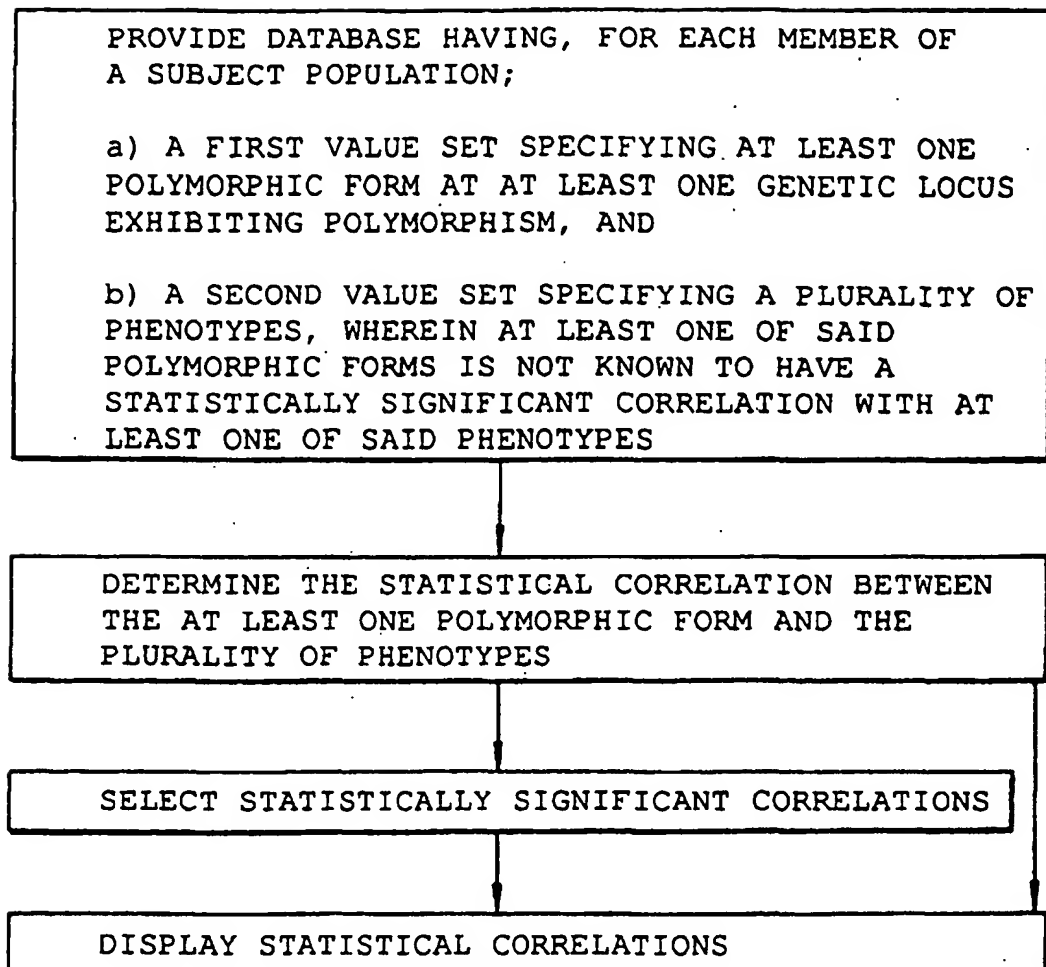 PROVIDE DATABASE HAVING, FOR EACH MEMBER OF
A SUBJECT POPULATION;
a) A FIRST VALUE SET SPECIFYING AT LEAST ONE
POLYMORPHIC FORM AT AT LEAST ONE GENETIC LOCUS
EXHIBITING POLYMORPHISM, AND
b) A SECOND VALUE SET SPECIFYING A PLURALITY OF
PHENOTYPES, WHEREIN AT LEAST ONE OF SAID
POLYMORPHIC FORMS IS NOT KNOWN TO HAVE A
STATISTICALLY SIGNIFICANT CORRELATION WITH AT
LEAST ONE OF SAID PHENOTYPES
DETERMINE THE STATISTICAL CORRELATION BETWEEN
THE AT LEAST ONE POLYMORPHIC FORM AND THE
PLURALITY OF PHENOTYPES
SELECT STATISTICALLY SIGNIFICANT CORRELATIONS
DISPLAY STATISTICAL CORRELATIONS